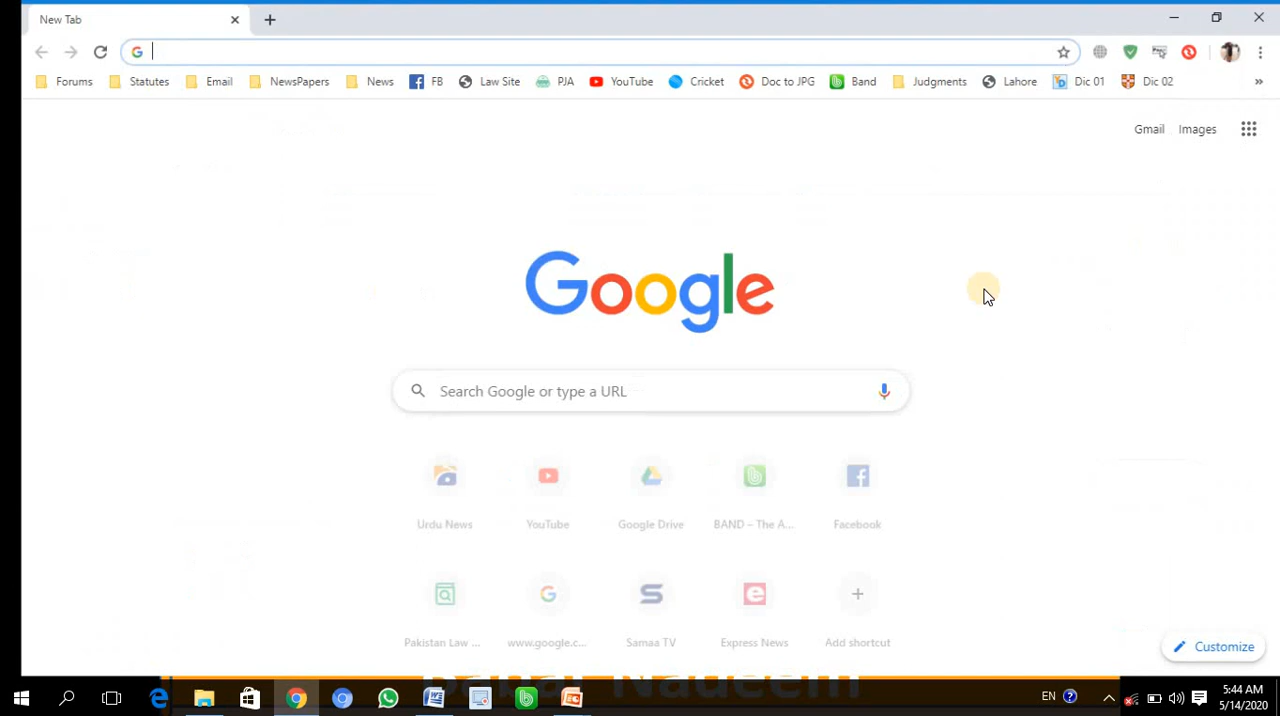 New Tab
Forums Statutes Email NewsPapers News FB Law Site PJA YouTube Cricket Doc to JPG Band Judgments Lahore Dic 01 Dic 02 »
Gmail Images
Google
Search Google or type a URL
Urdu News YouTube Google Drive BAND – The A... Facebook
Pakistan Law ... www.google.c... Samaa TV Express News Add shortcut
Customize
Nadeem
EN 5:44 AM
5/14/2020